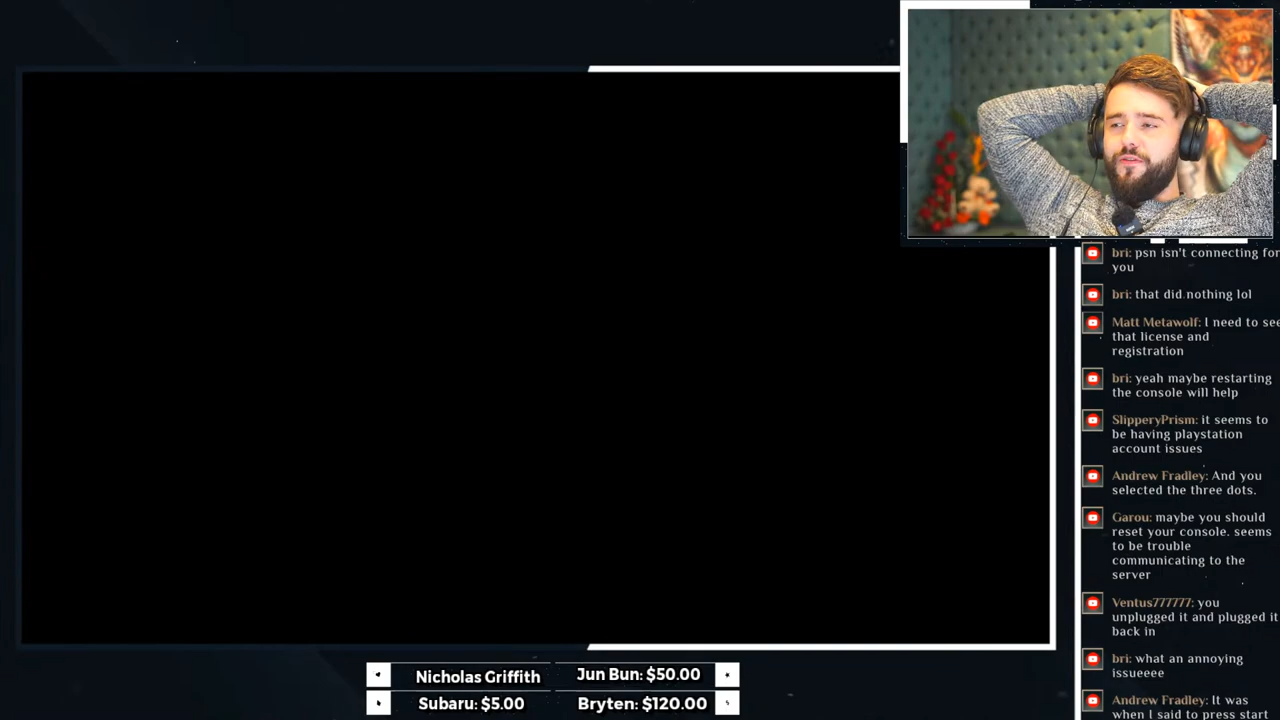 bri: psn isn't connecting for
you
bri: that did nothing lol
Matt Metawolf: I need to see
that license and
registration
bri: yeah maybe restarting
the console will help
SlipperyPrism: it seems to
be having playstation
account issues
Andrew Fradley: And you
selected the three dots.
Garou: maybe you should
reset your console. seems
to be trouble
communicating to the
server
Ventus777777: you
unplugged it and plugged it
back in
bri: what an annoying
issueeee
Andrew Fradley: It was
when I said to press start
Nicholas Griffith
Jun Bun: $50.00
Suburu: $5.00
Bryten: $120.00